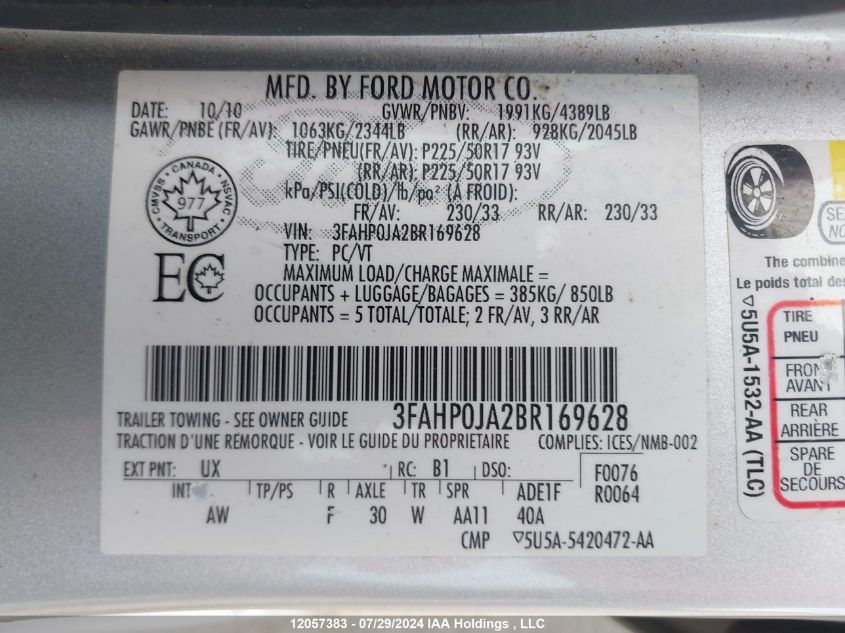 MFD. BY FORD MOTOR CO.
DATE: 10/10 GVWR/PNBV: 1991KG/4389LB
GAWR/PNBE (FR/AV): 1063KG/2344LB (RR/AR): 928KG/2045LB
TIRE/PNEU(FR/AV): P225/50R17 93V
(RR/AR): P225/50R17 93V
kPa/PSI(COLD)/lb/po² (À FROID):
FR/AV: 230/33 RR/AR: 230/33
VIN: 3FAHP0JA2BR169628
TYPE: PC/VT
MAXIMUM LOAD/CHARGE MAXIMALE =
OCCUPANTS + LUGGAGE/BAGAGES = 385KG/ 850LB
OCCUPANTS = 5 TOTAL/TOTALE; 2 FR/AV, 3 RR/AR
CMVSS CANADA NSVAC
977
TRANSPORT
EC
3FAHP0JA2BR169628
TRAILER TOWING - SEE OWNER GUIDE
TRACTION D'UNE REMORQUE - VOIR LE GUIDE DU PROPRIETAIRE COMPLIES: ICES/NMB-002
EXT PNT: UX RC: B1 DSO: F0076
R0064
INT TP/PS R AXLE TR SPR ADE1F
AW F 30 W AA11 40A
CMP ▽5U5A-5420472-AA
SE
NO
The combine
Le poids total des
▽5U5A-1532-AA (TLC)
TIRE
PNEU
FRONT
AVANT
REAR
ARRIÈRE
SPARE
DE
SECOURS
12057383 - 07/29/2024 IAA Holdings , LLC